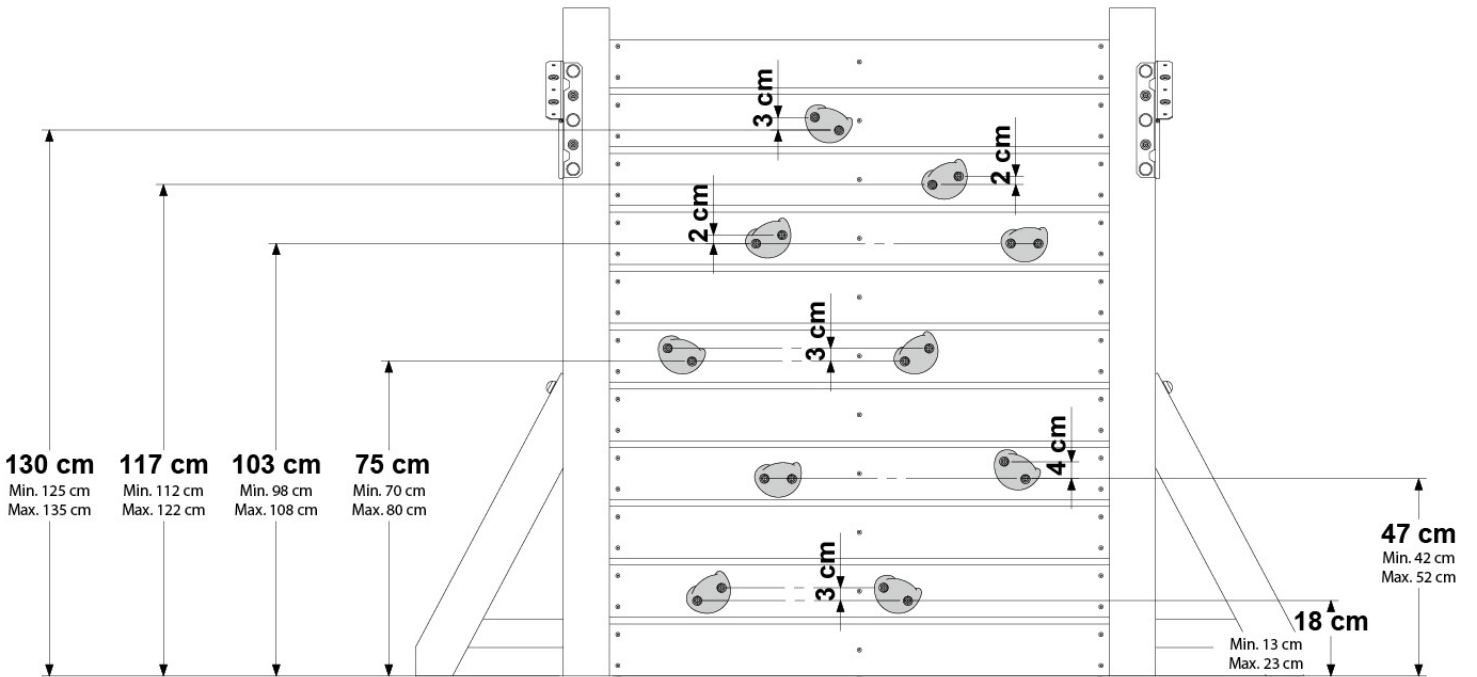 3 cm
2 cm
2 cm
3 cm
130 cm
Min. 125 cm
Max. 135 cm
117 cm
Min. 112 cm
Max. 122 cm
103 cm
Min. 98 cm
Max. 108 cm
75 cm
Min. 70 cm
Max. 80 cm
4 cm
47 cm
Min. 42 cm
Max. 52 cm
3 cm
18 cm
Min. 13 cm
Max. 23 cm